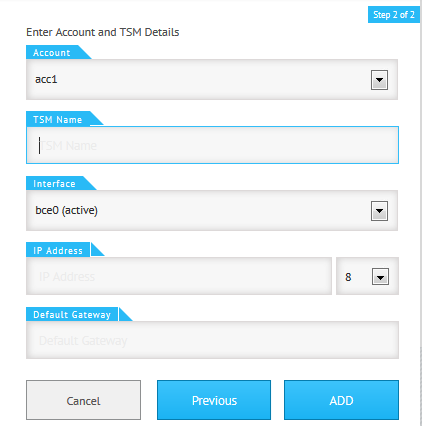 Step 2 of 2
Enter Account and TSM Details
Account
acc1
TSM Name
TSM Name
Interface
bce0 (active)
IP Address
IP Address 8
Default Gateway
Default Gateway
Cancel Previous ADD